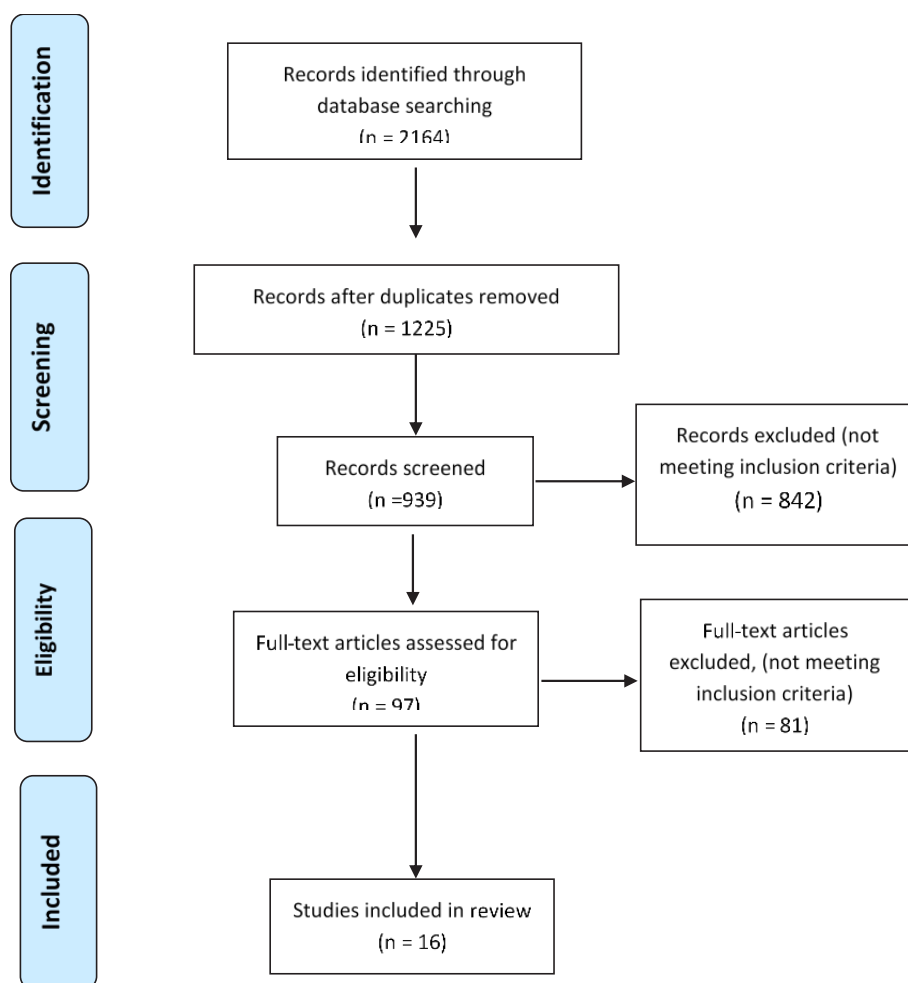 Identification
Records identified through
database searching
(n = 2164)
Screening
Records after duplicates removed
(n = 1225)
Records screened
(n =939)
Records excluded (not
meeting inclusion criteria)
(n = 842)
Eligibility
Full-text articles assessed for
eligibility
(n = 97)
Full-text articles
excluded, (not meeting
inclusion criteria)
(n = 81)
Included
Studies included in review
(n = 16)